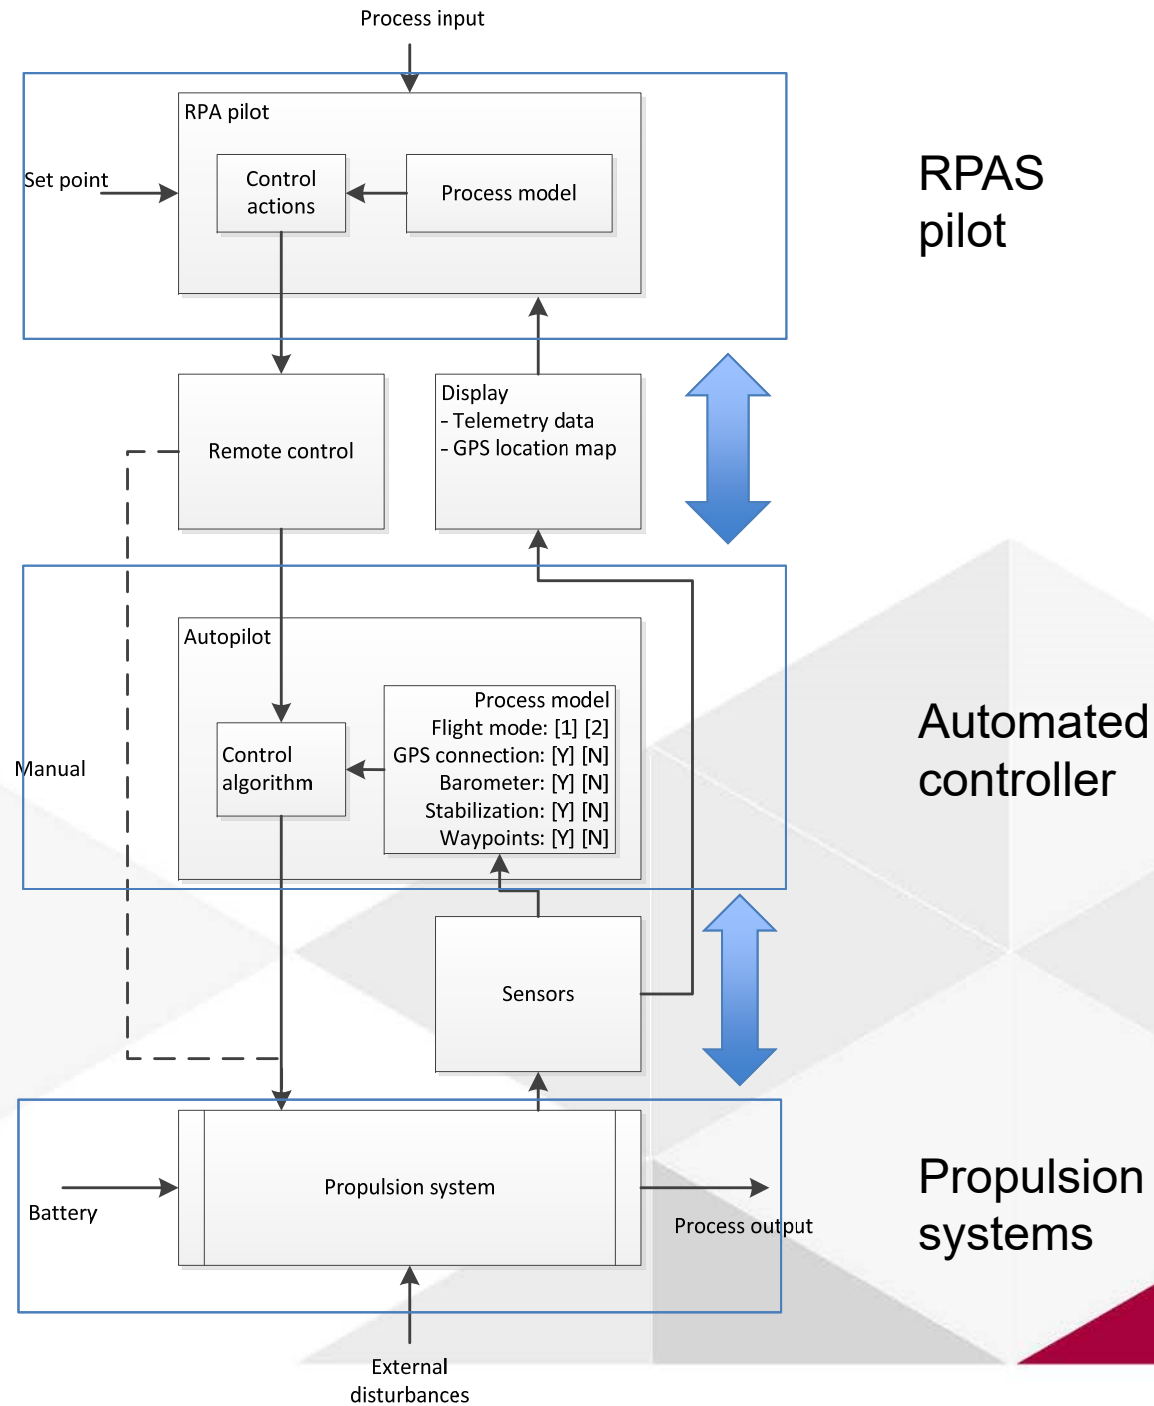 Process input
RPA pilot
Set point
Control
actions
Process model
RPAS
pilot
Remote control
Display
- Telemetry data
- GPS location map
Autopilot
Process model
Flight mode: [1] [2]
GPS connection: [Y] [N]
Barometer: [Y] [N]
Stabilization: [Y] [N]
Waypoints: [Y] [N]
Control
algorithm
Manual
Automated
controller
Sensors
Propulsion system
Battery
Process output
Propulsion
systems
External
disturbances